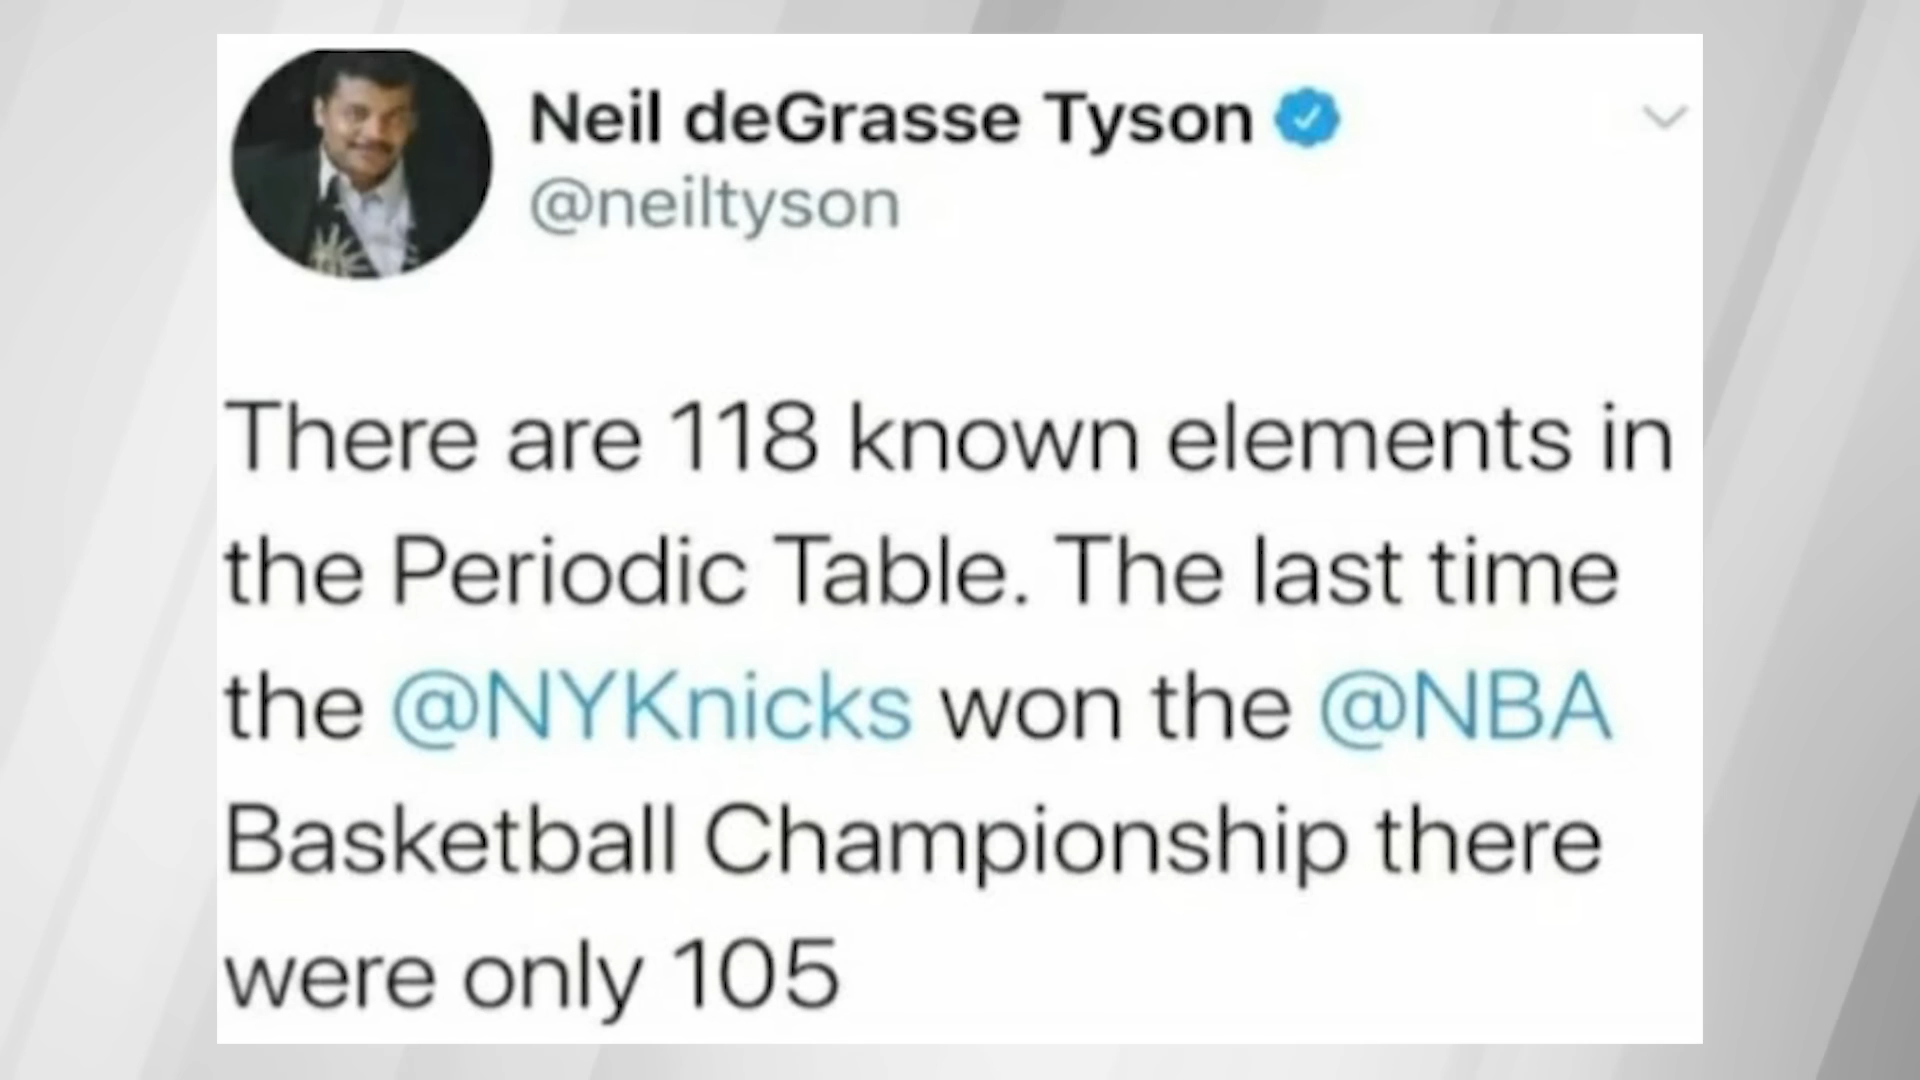 Neil deGrasse Tyson
@neiltyson
There are 118 known elements in
the Periodic Table. The last time
the @NYKnicks won the @NBA
Basketball Championship there
were only 105